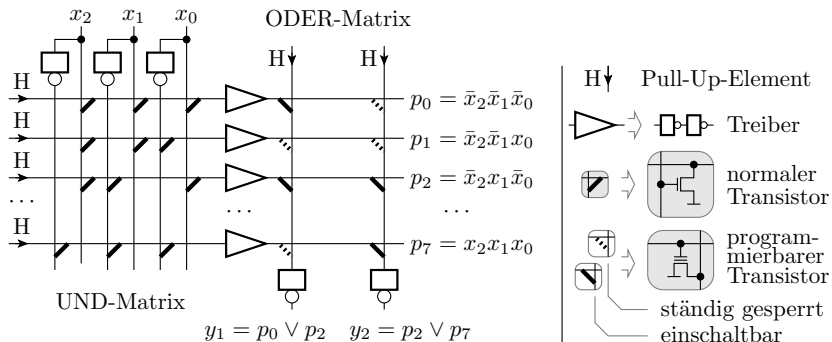 x₂ x₁ x₀ ODER-Matrix
H H
H p₀ = x̄₂x̄₁x̄₀
H p₁ = x̄₂x̄₁x₀
H p₂ = x̄₂x₁x̄₀
... ... ...
H p₇ = x₂x₁x₀
UND-Matrix
y₁ = p₀ ∨ p₂ y₂ = p₂ ∨ p₇
H Pull-Up-Element
Treiber
normaler
Transistor
program-
mierbarer
Transistor
ständig gesperrt
einschaltbar